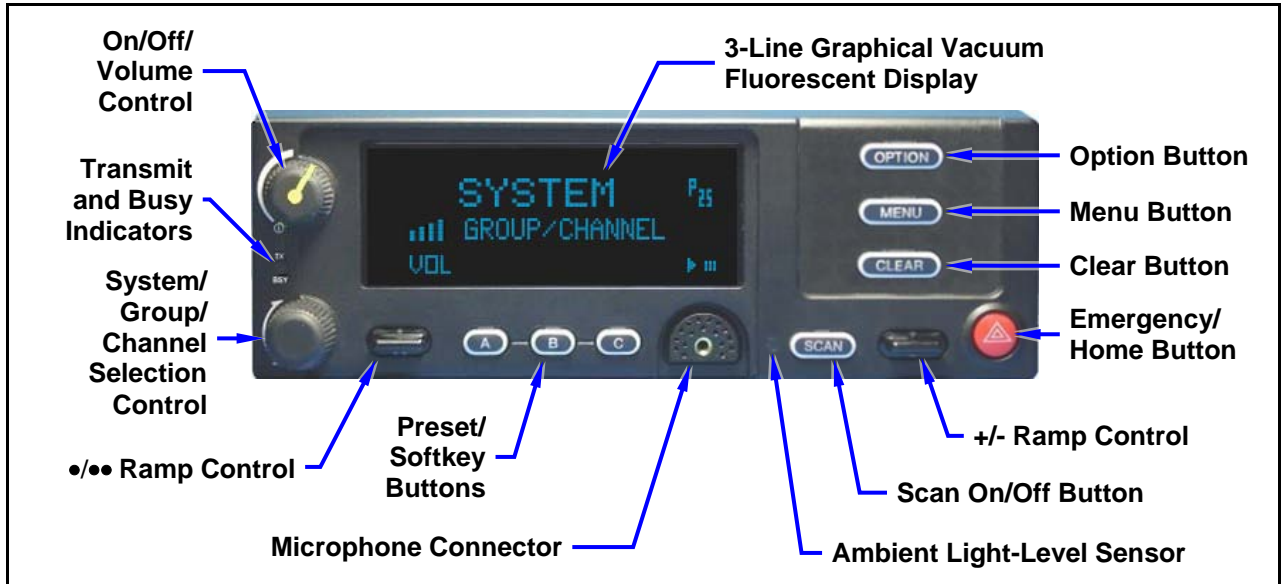 On/Off/
Volume
Control
3-Line Graphical Vacuum
Fluorescent Display
Transmit
and Busy
Indicators
System/
Group/
Channel
Selection
Control
TX
BSY
SYSTEM
P25
GROUP/CHANNEL
VOL
OPTION
Option Button
MENU
Menu Button
CLEAR
Clear Button
Emergency/
Home Button
A
B
C
SCAN
•/•• Ramp Control
Preset/
Softkey
Buttons
+/- Ramp Control
Scan On/Off Button
Microphone Connector
Ambient Light-Level Sensor